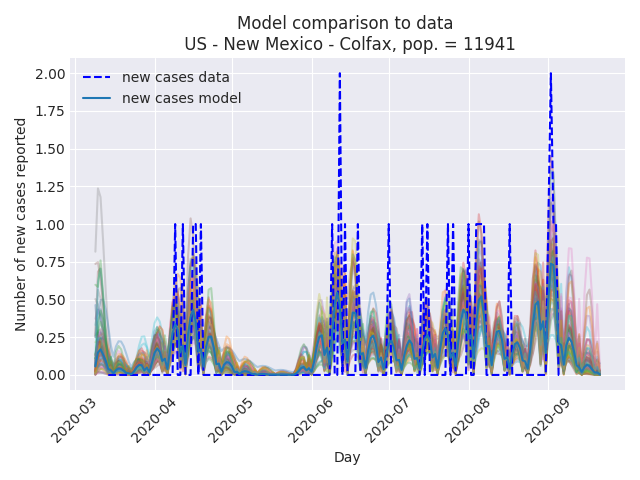 Model comparison to data
US - New Mexico - Colfax, pop. = 11941
new cases data
new cases model
Number of new cases reported
2.00
1.75
1.50
1.25
1.00
0.75
0.50
0.25
0.00
2020-03
2020-04
2020-05
2020-06
2020-07
2020-08
2020-09
Day